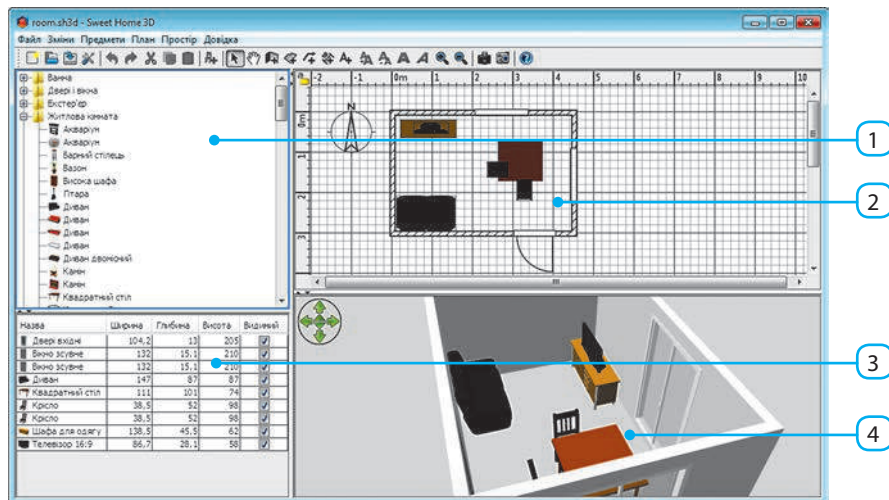 room.sh3d - Sweet Home 3D
Файл Зміни Предмети План Простір Довідка
Ванна
Двері і вікна
Екстер'єр
Житлова кімната
Акваріум
Акваріум
Барний стілець
Вазон
Висока шафа
Гітара
Диван
Диван
Диван
Диван
Диван двомісний
Камін
Камін
Квадратний стіл
-2 -1 0m 1 2 3 4 5 6 7 8 9 10
0m
1
2
3
N
1
2
Назва Ширина Глибина Висота Видимий
Двері вхідні 104,2 13 205
Вікно зсувне 132 15,1 210
Вікно зсувне 132 15,1 210
Диван 147 87 87
Квадратний стіл 111 101 74
Крісло 38,5 52 98
Крісло 38,5 52 98
Шафа для одягу 138,5 45,5 62
Телевізор 16:9 86,7 28,1 58
3
4